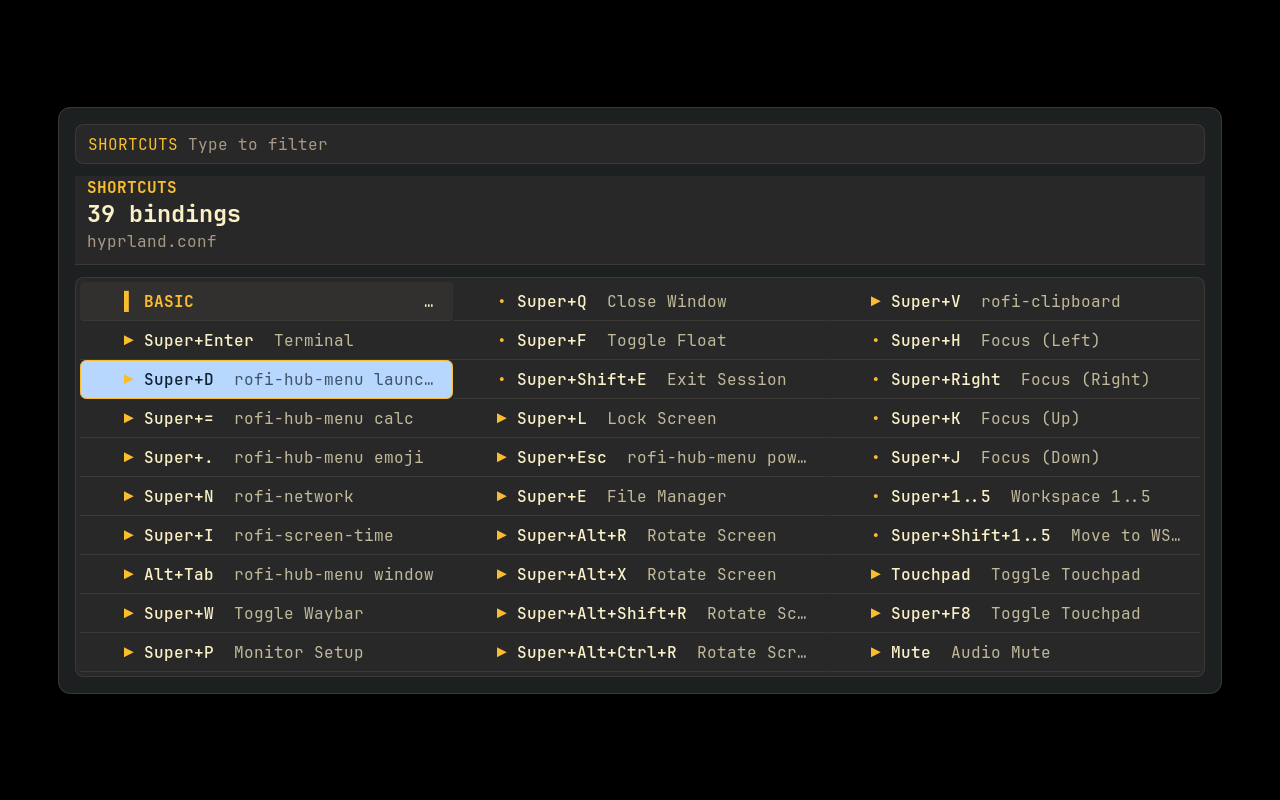 SHORTCUTS Type to filter
SHORTCUTS
39 bindings
hyprland.conf
BASIC …
Super+Enter Terminal
Super+D rofi-hub-menu launc…
Super+= rofi-hub-menu calc
Super+. rofi-hub-menu emoji
Super+N rofi-network
Super+I rofi-screen-time
Alt+Tab rofi-hub-menu window
Super+W Toggle Waybar
Super+P Monitor Setup
Super+Q Close Window
Super+F Toggle Float
Super+Shift+E Exit Session
Super+L Lock Screen
Super+Esc rofi-hub-menu pow…
Super+E File Manager
Super+Alt+R Rotate Screen
Super+Alt+X Rotate Screen
Super+Alt+Shift+R Rotate Sc…
Super+Alt+Ctrl+R Rotate Scr…
Super+V rofi-clipboard
Super+H Focus (Left)
Super+Right Focus (Right)
Super+K Focus (Up)
Super+J Focus (Down)
Super+1..5 Workspace 1..5
Super+Shift+1..5 Move to WS…
Touchpad Toggle Touchpad
Super+F8 Toggle Touchpad
Mute Audio Mute